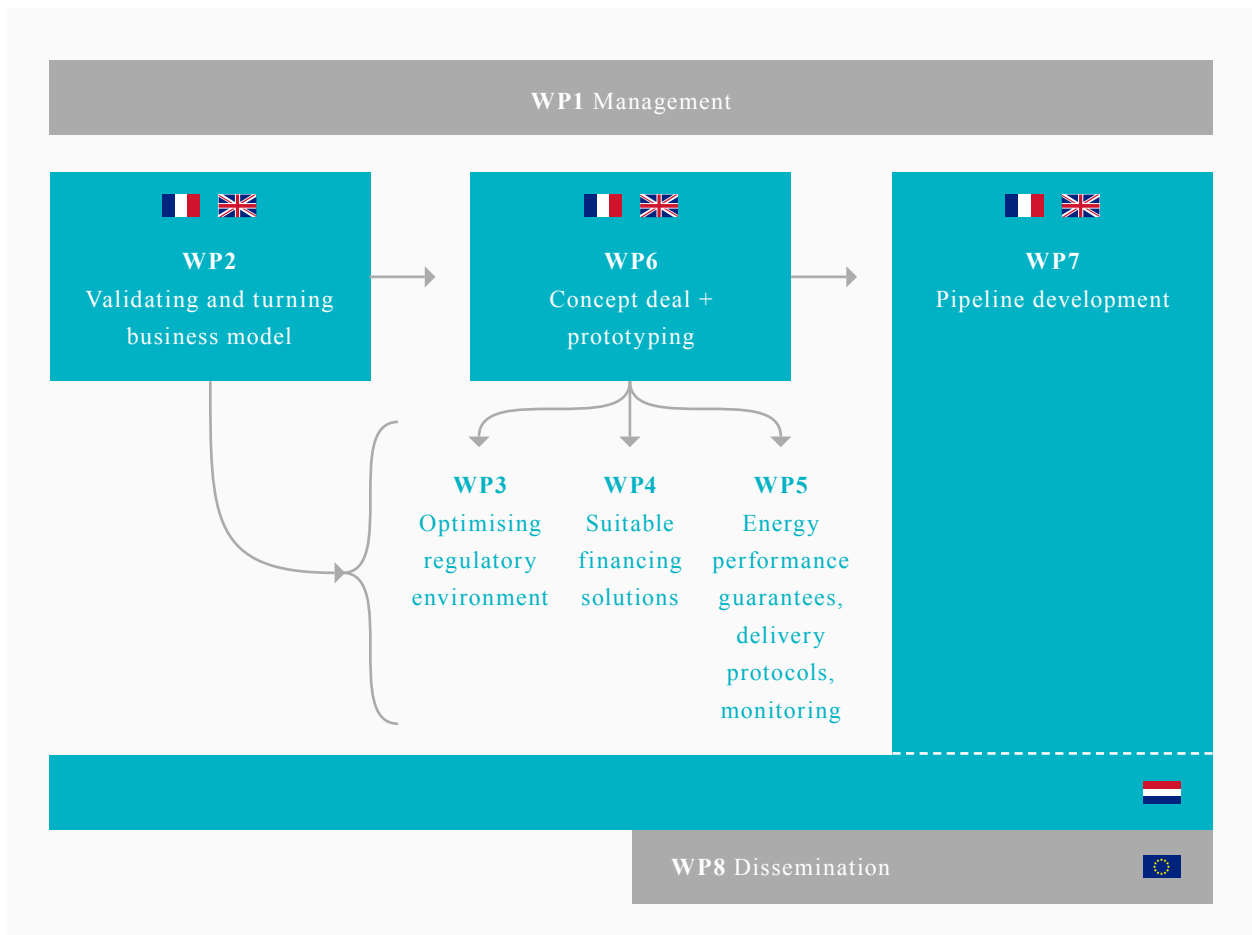 WP1 Management
WP2
Validating and turning
business model
WP6
Concept deal +
prototyping
WP7
Pipeline development
WP3
Optimising
regulatory
environment
WP4
Suitable
financing
solutions
WP5
Energy
performance
guarantees,
delivery
protocols,
monitoring
WP8 Dissemination